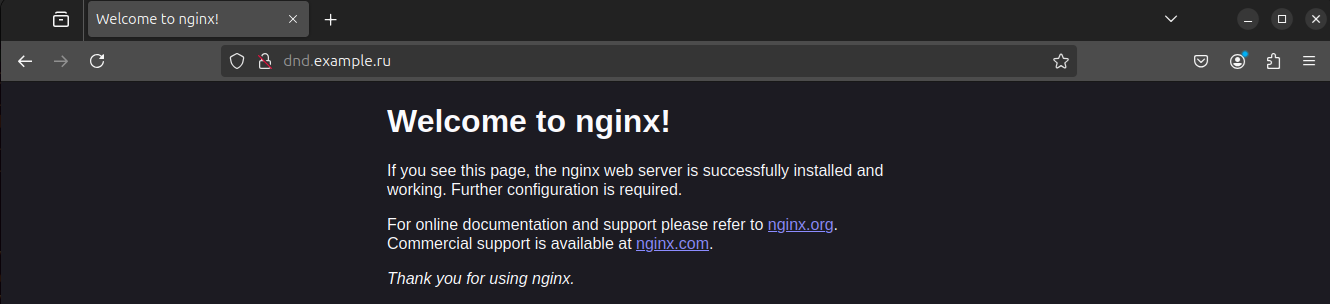 Welcome to nginx!
dnd.example.ru
Welcome to nginx!
If you see this page, the nginx web server is successfully installed and
working. Further configuration is required.
For online documentation and support please refer to nginx.org.
Commercial support is available at nginx.com.
Thank you for using nginx.